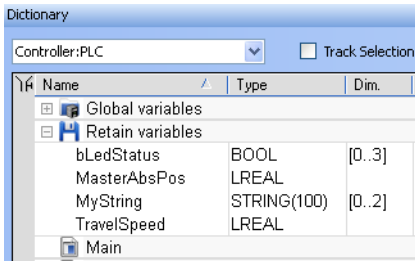 Dictionary
Controller:PLC Track Selection
Name Type Dim.
Global variables
Retain variables
bLedStatus BOOL [0..3]
MasterAbsPos LREAL
MyString STRING(100) [0..2]
TravelSpeed LREAL
Main